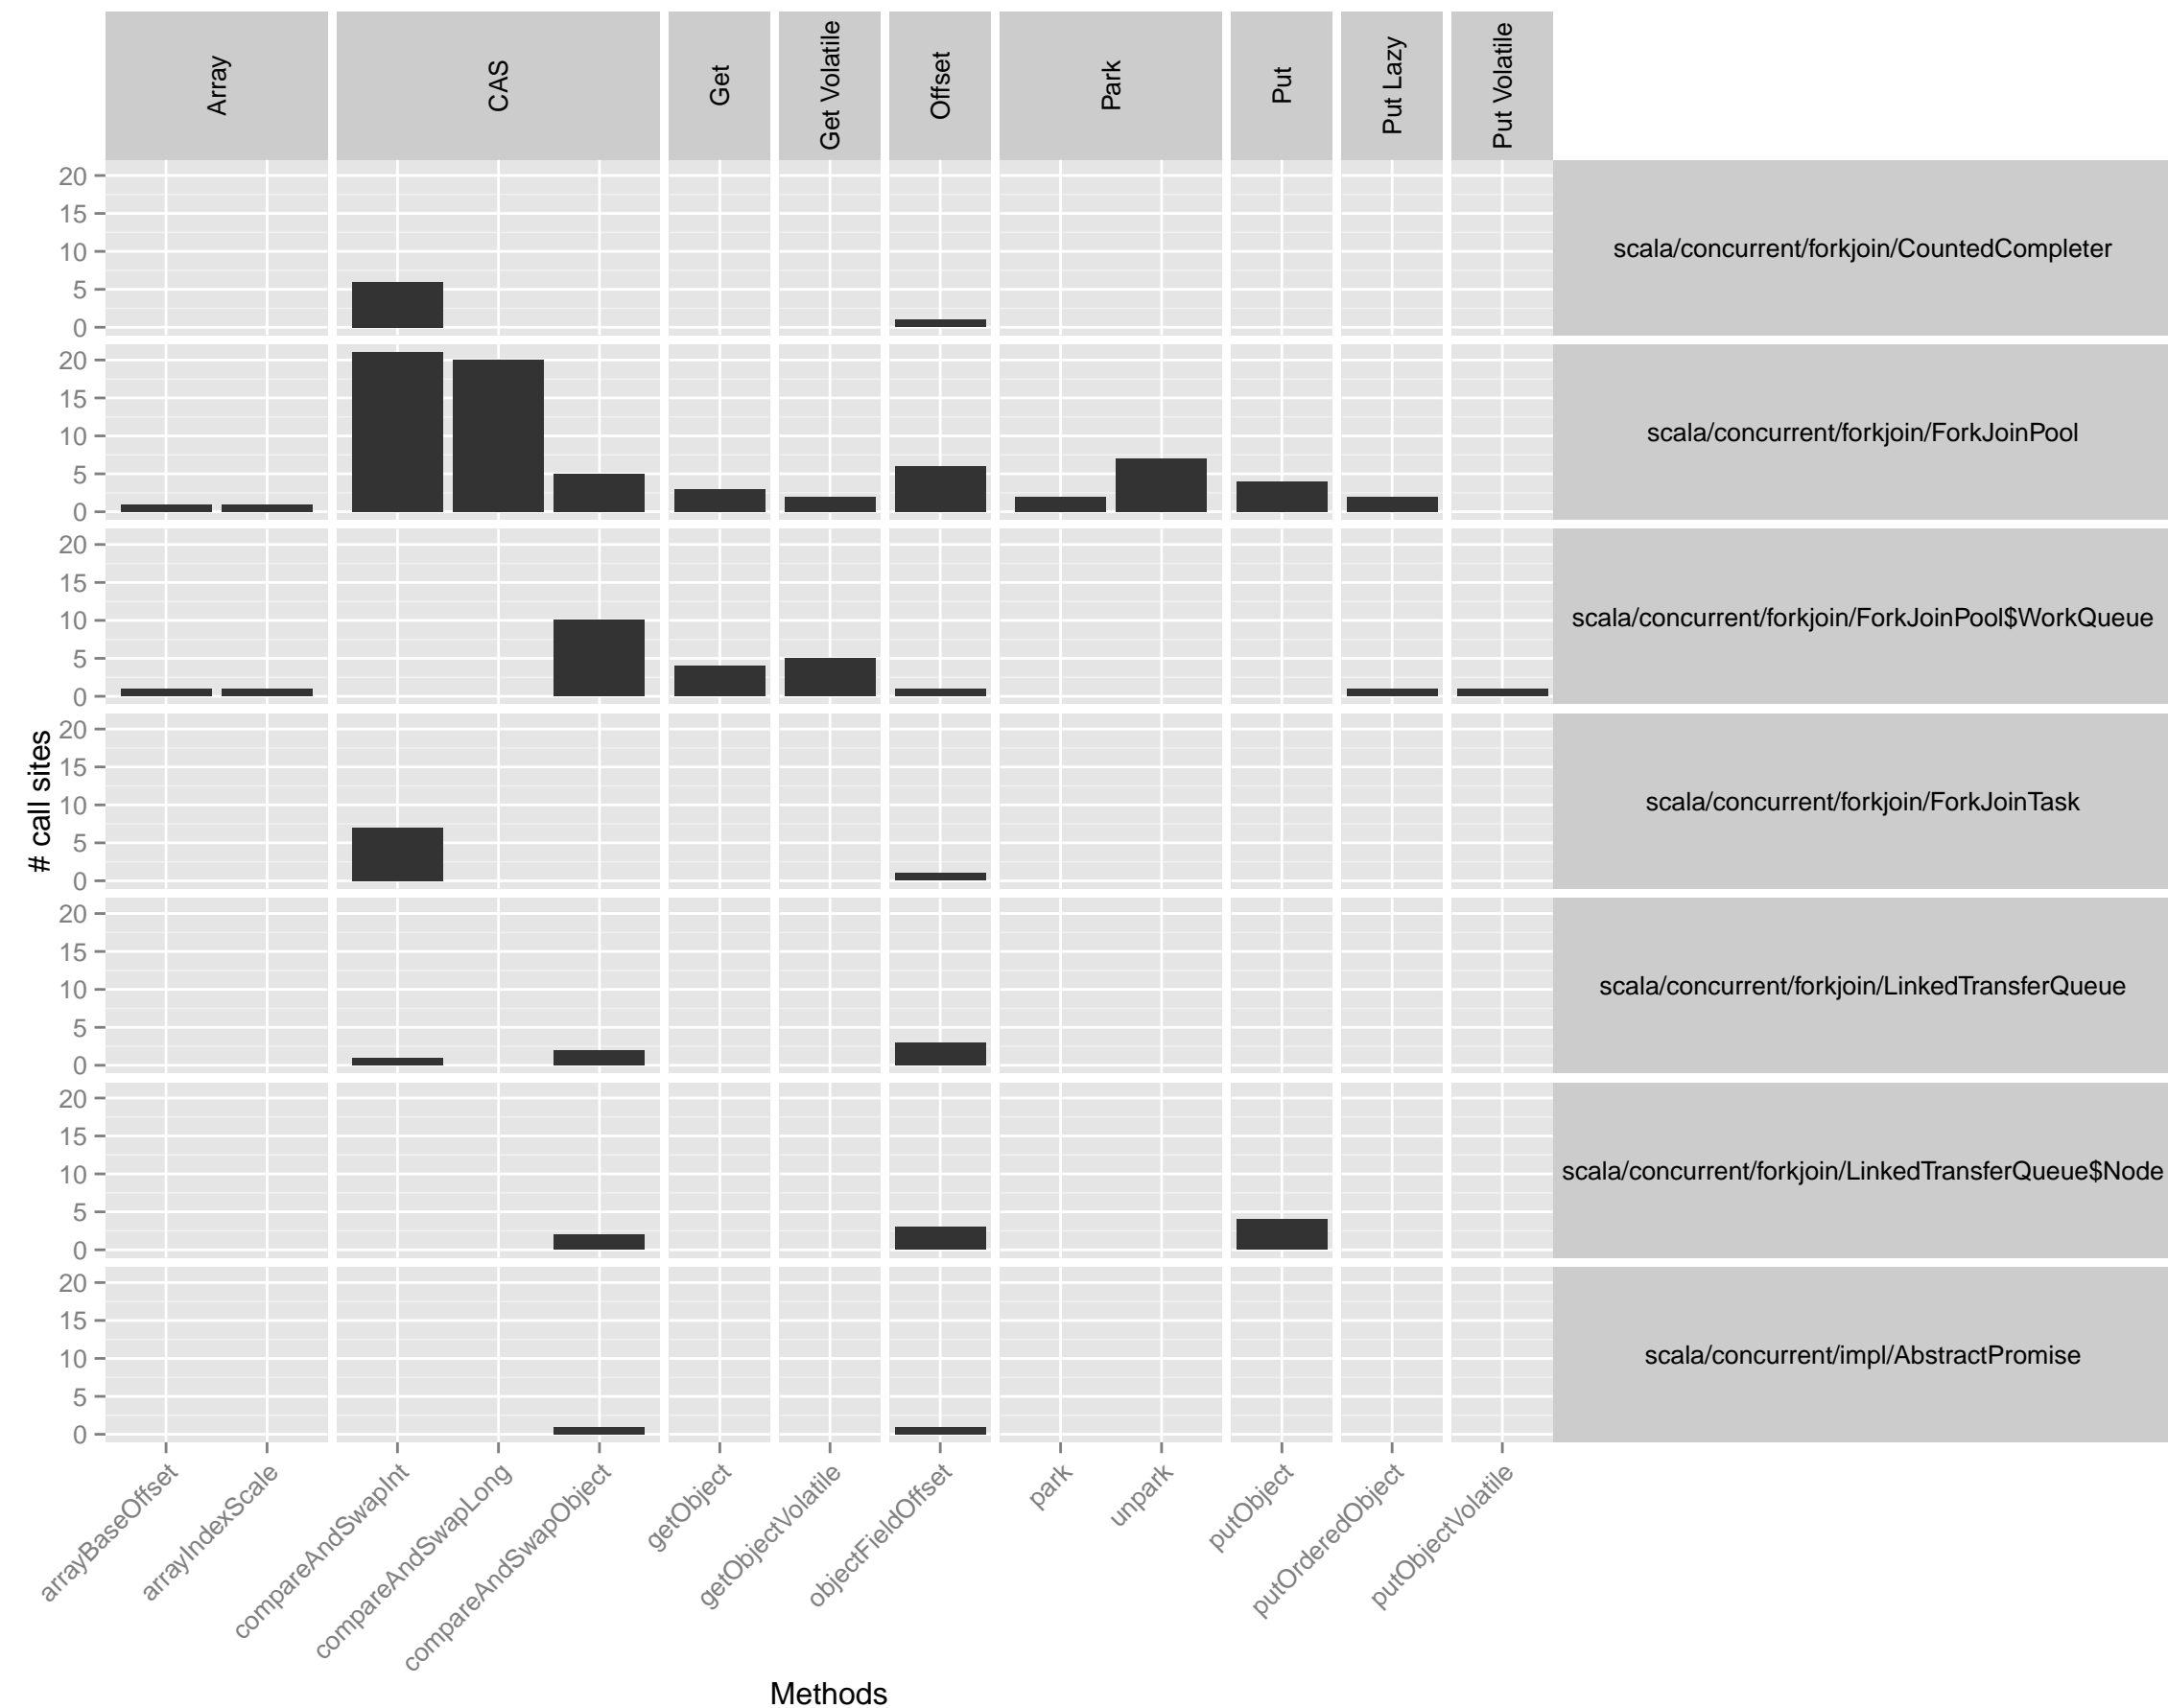 Array
CAS
Get
Get Volatile
Offset
Park
Put
Put Lazy
Put Volatile
# call sites
20
15
10
5
0
scala/concurrent/forkjoin/CountedCompleter
20
15
10
5
0
scala/concurrent/forkjoin/ForkJoinPool
20
15
10
5
0
scala/concurrent/forkjoin/ForkJoinPool$WorkQueue
20
15
10
5
0
scala/concurrent/forkjoin/ForkJoinTask
20
15
10
5
0
scala/concurrent/forkjoin/LinkedTransferQueue
20
15
10
5
0
scala/concurrent/forkjoin/LinkedTransferQueue$Node
20
15
10
5
0
scala/concurrent/impl/AbstractPromise
arrayBaseOffset
arrayIndexScale
compareAndSwapInt
compareAndSwapLong
compareAndSwapObject
getObject
getObjectVolatile
objectFieldOffset
park
unpark
putObject
putOrderedObject
putObjectVolatile
Methods